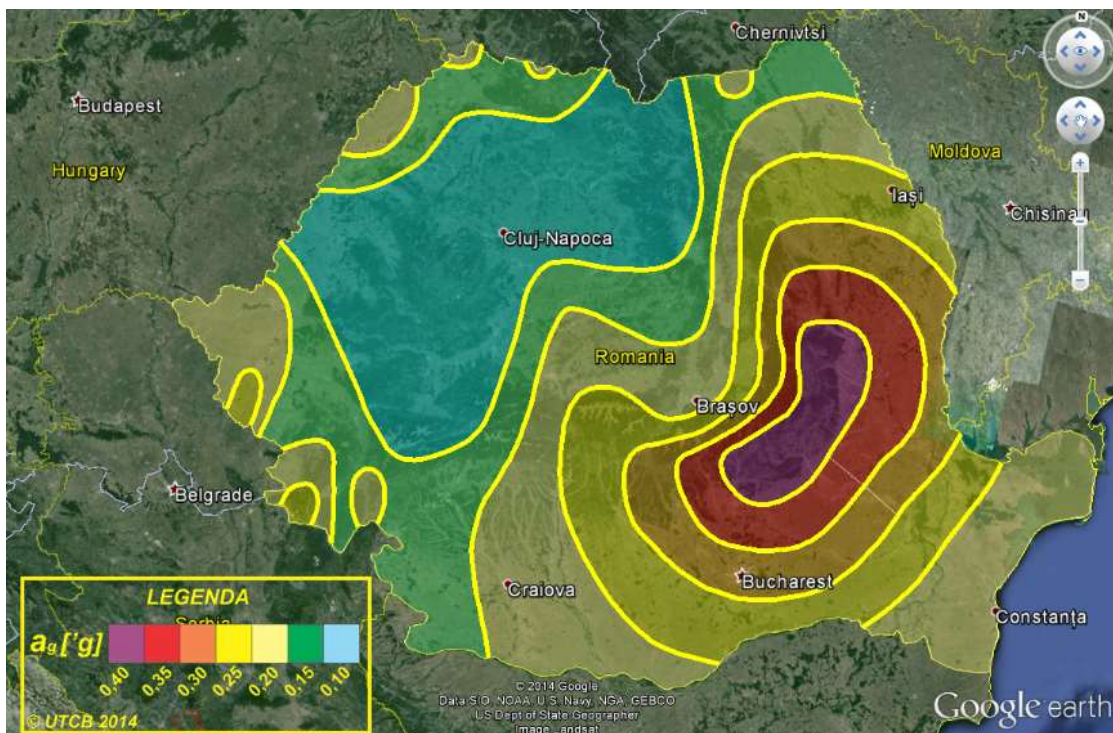 Chernivtsi
N
Budapest
Hungary
Moldova
Iași
Chisinau
Cluj-Napoca
Romania
Brașov
Belgrade
Bucharest
Craiova
Constanța
LEGENDA
Serbia
ag ['g]
0,40 0,35 0,30 0,25 0,20 0,15 0,10
© UTCB 2014
© 2014 Google
Data SIO, NOAA, U.S. Navy, NGA, GEBCO
US Dept of State Geographer
Image Landsat
Google earth